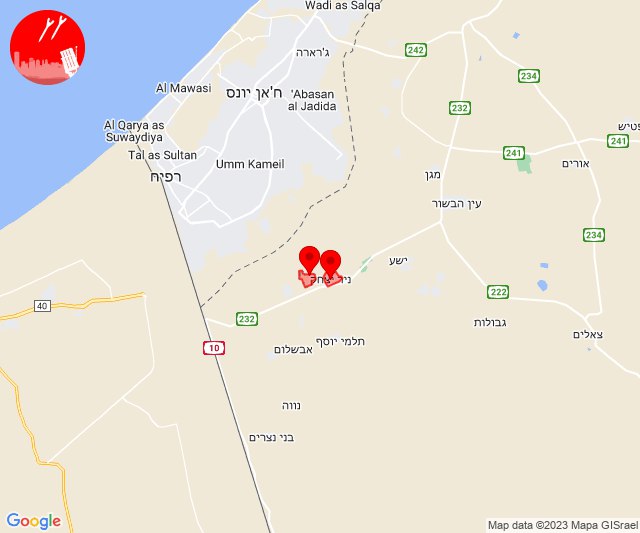 Wadi as Salqa
ג'רארה
242
234
Al Mawasi
ח'אן יונס
'Abasan
al Jadida
232
פטיש
Al Qarya as
Suwaydiya
241
241
Tal as Sultan
Umm Kameil
אורים
רפיח
מגן
עין הבשור
234
ישע
ניר יצחק
222
40
232
גבולות
צאלים
10
אבשלום
תלמי יוסף
נווה
בני נצרים
Google
Map data ©2023 Mapa GISrael